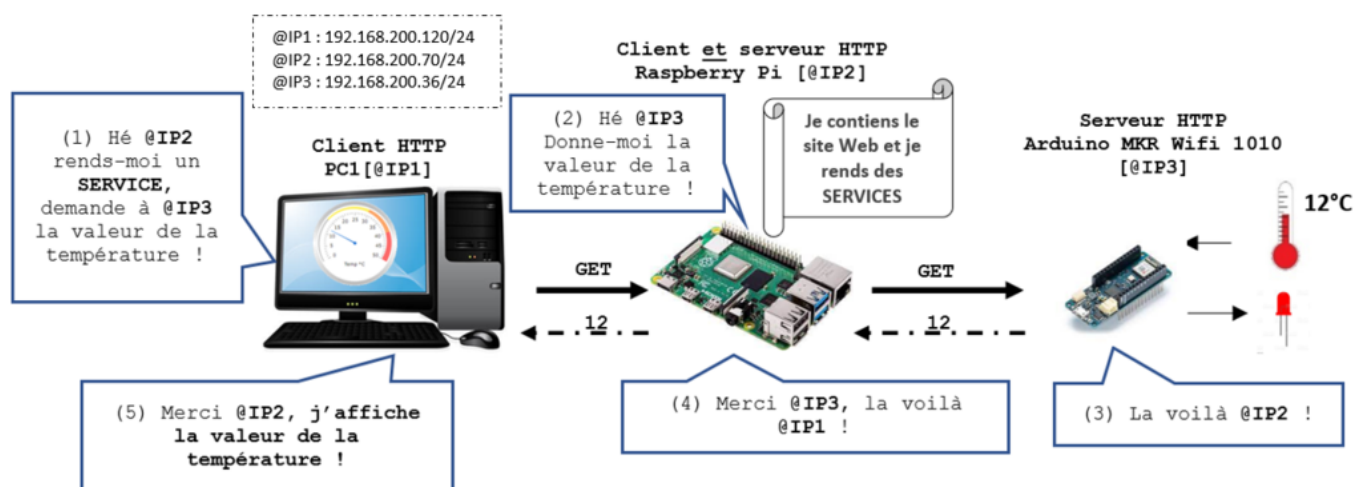 @IP1 : 192.168.200.120/24
@IP2 : 192.168.200.70/24
@IP3 : 192.168.200.36/24
Client et serveur HTTP
Raspberry Pi [@IP2]
(1) Hé @IP2
rends-moi un
SERVICE,
demande à @IP3
la valeur de la
température !
Client HTTP
PC1[@IP1]
(2) Hé @IP3
Donne-moi la
valeur de la
température !
Je contiens le
site Web et je
rends des
SERVICES
Serveur HTTP
Arduino MKR Wifi 1010
[@IP3]
12°C
Temp °C
GET
12
GET
12
(3) La voilà @IP2 !
(4) Merci @IP3, la voilà
@IP1 !
(5) Merci @IP2, j'affiche
la valeur de la
température !